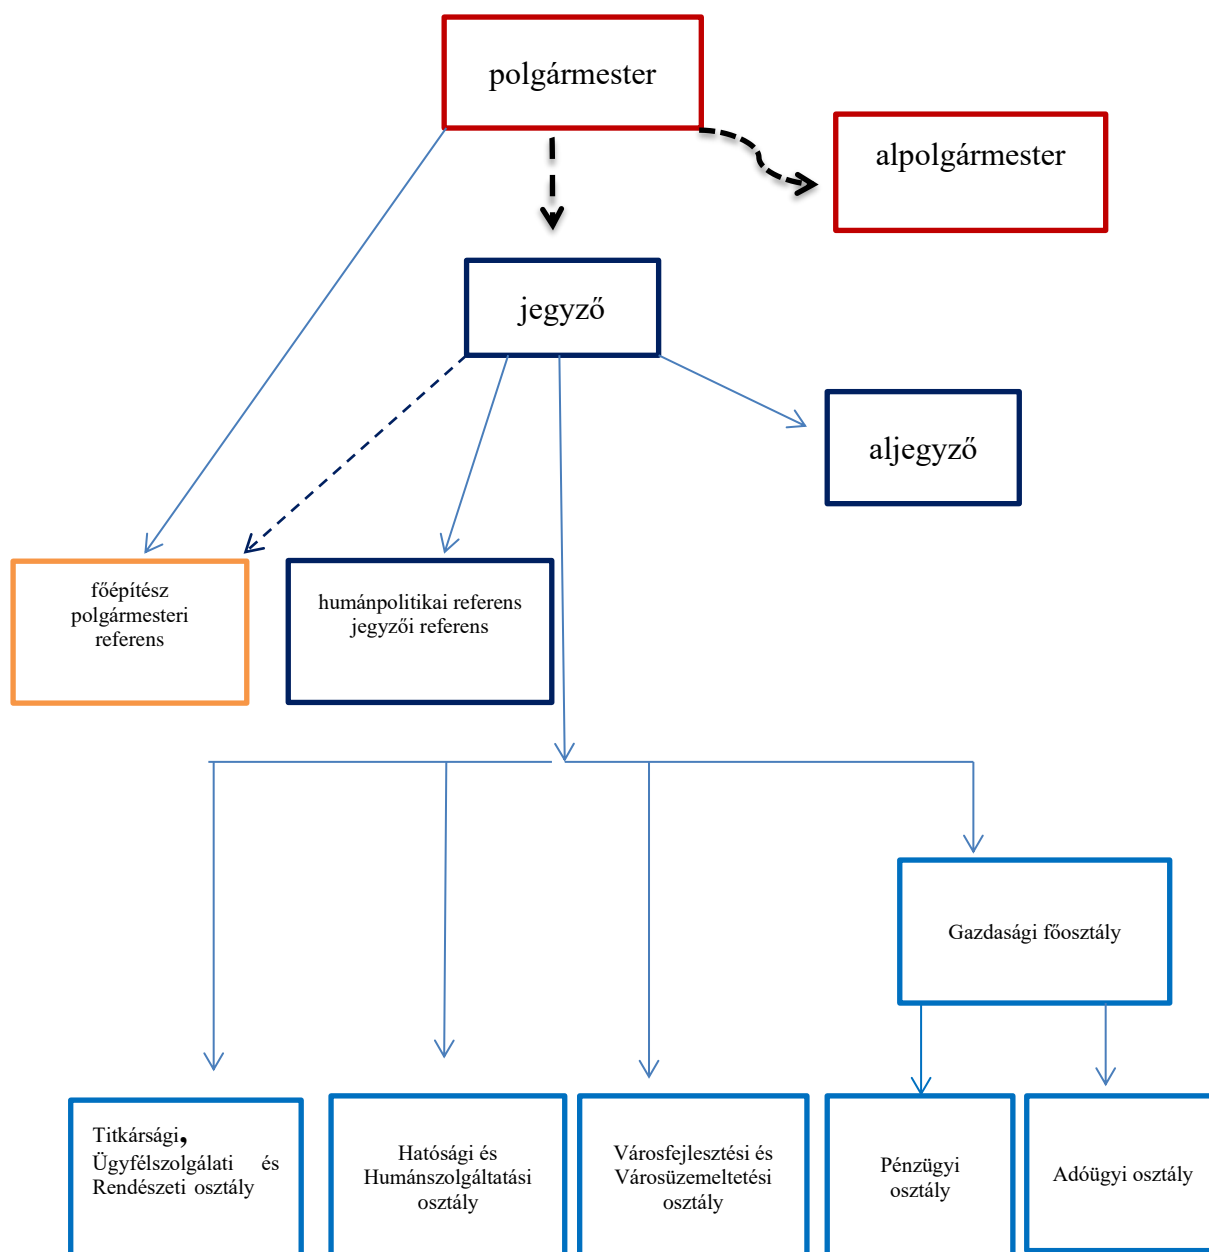 polgármester
alpolgármester
jegyző
aljegyző
főépítész
polgármesteri
referens
humánpolitikai referens
jegyzői referens
Gazdasági főosztály
Titkársági,
Ügyfélszolgálati és
Rendészeti osztály
Hatósági és
Humánszolgáltatási
osztály
Városfejlesztési és
Városüzemeltetési
osztály
Pénzügyi
osztály
Adóügyi osztály